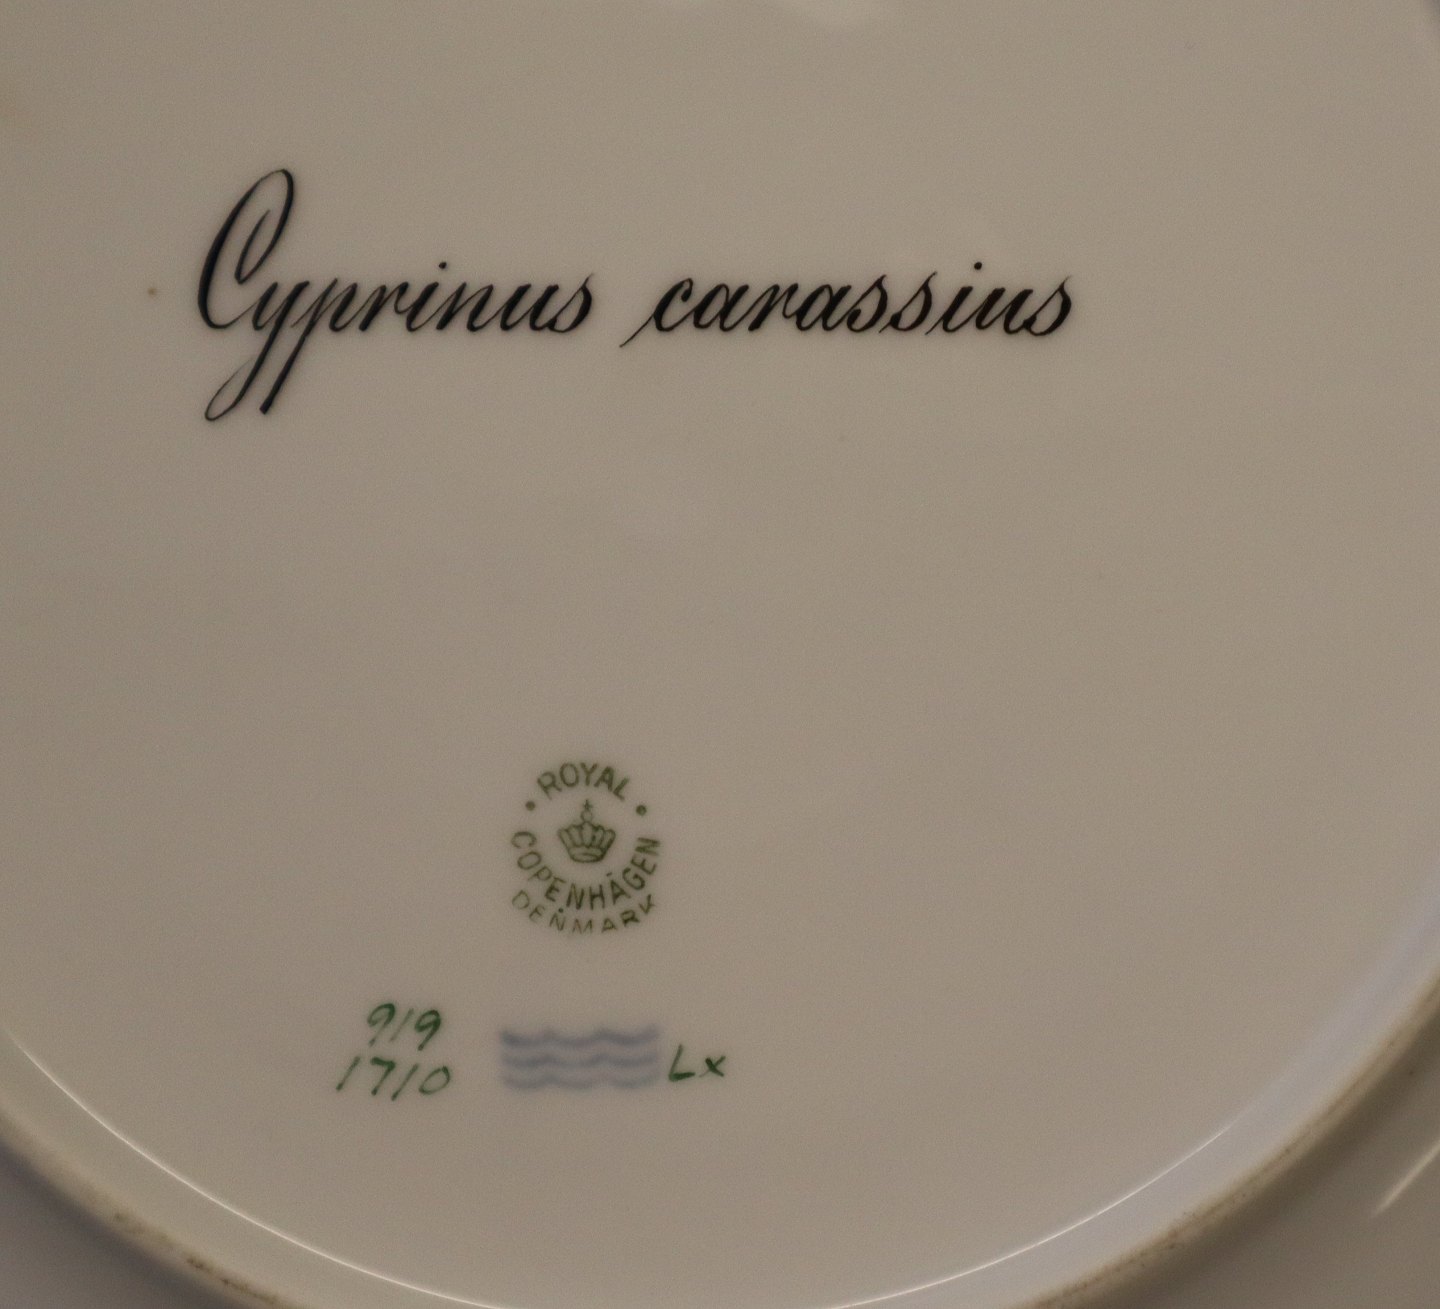 Cyprinus carassius
ROYAL
COPENHAGEN
DENMARK
919
1710
Lx